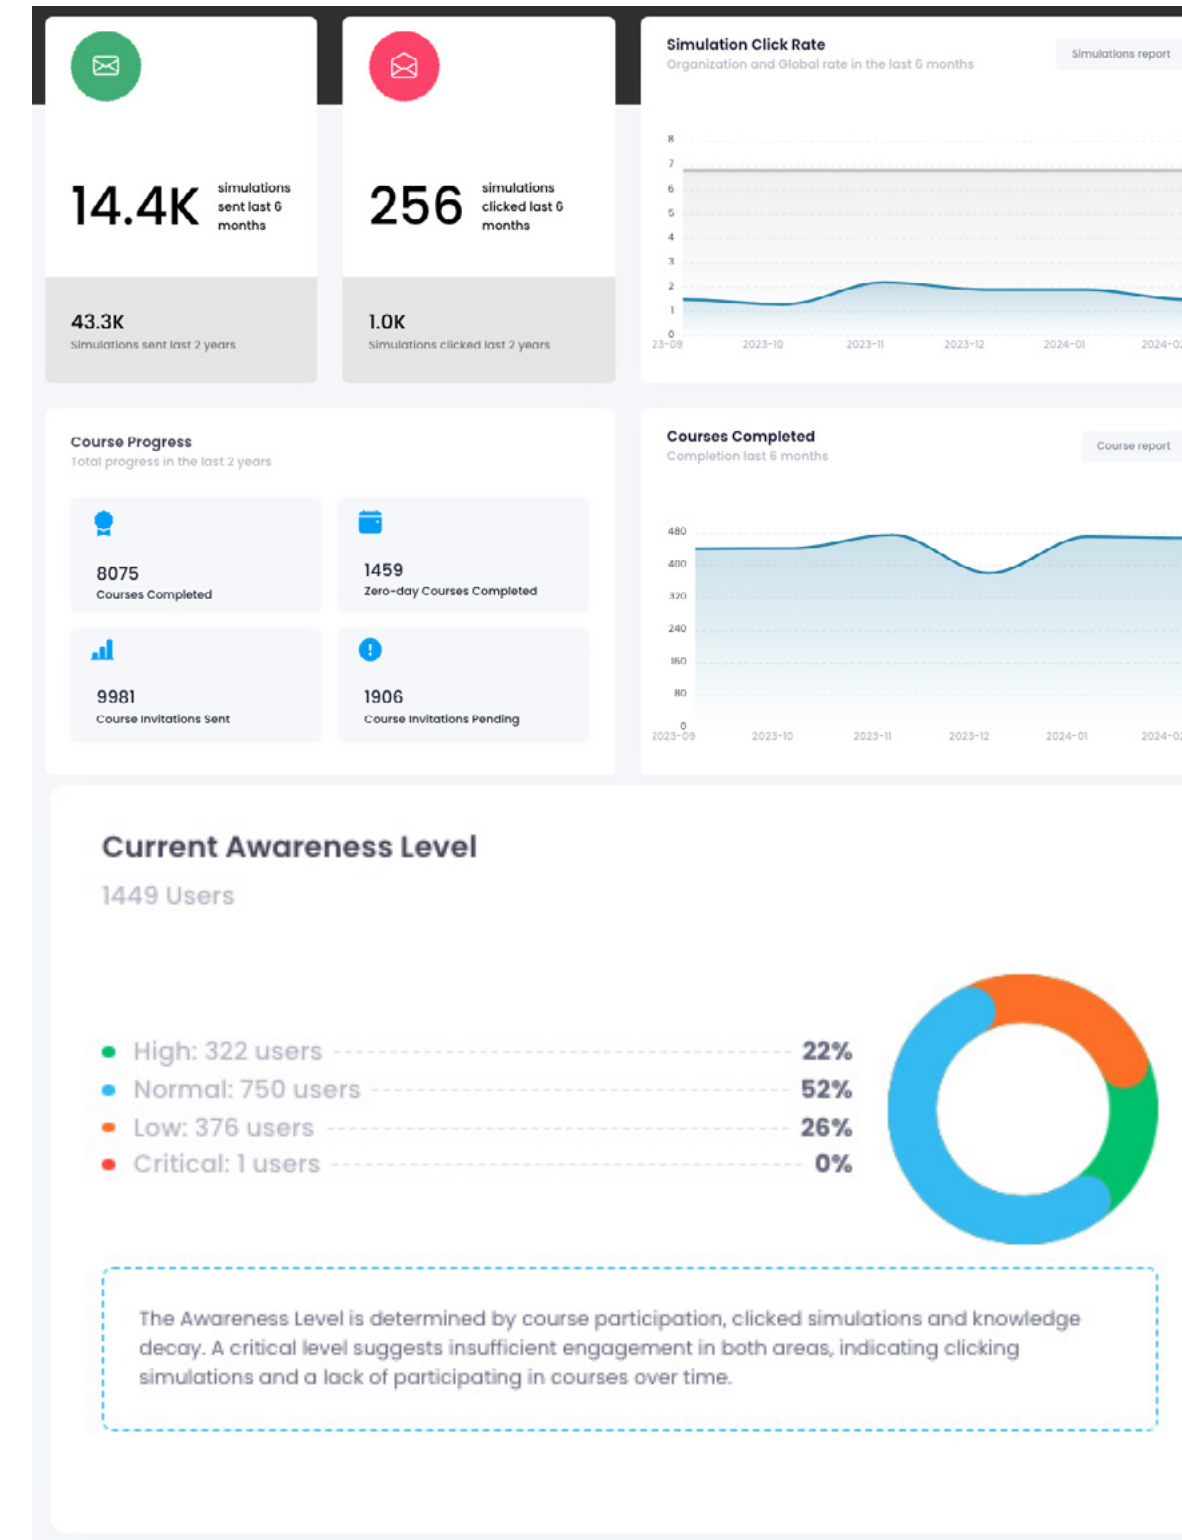 14.4K
simulations
sent last 6
months
43.3K
Simulations sent last 2 years
256
simulations
clicked last 6
months
1.0K
Simulations clicked last 2 years
Simulation Click Rate
Organization and Global rate in the last 6 months
Simulations report
8
7
6
5
4
3
2
1
0
23-09 2023-10 2023-11 2023-12 2024-01 2024-02
Course Progress
Total progress in the last 2 years
8075
Courses Completed
1459
Zero-day Courses Completed
9981
Course Invitations Sent
1906
Course Invitations Pending
Courses Completed
Completion last 6 months
Course report
480
400
320
240
160
80
0
2023-09 2023-10 2023-11 2023-12 2024-01 2024-02
Current Awareness Level
1449 Users
High: 322 users 22%
Normal: 750 users 52%
Low: 376 users 26%
Critical: 1 users 0%
The Awareness Level is determined by course participation, clicked simulations and knowledge
decay. A critical level suggests insufficient engagement in both areas, indicating clicking
simulations and a lack of participating in courses over time.